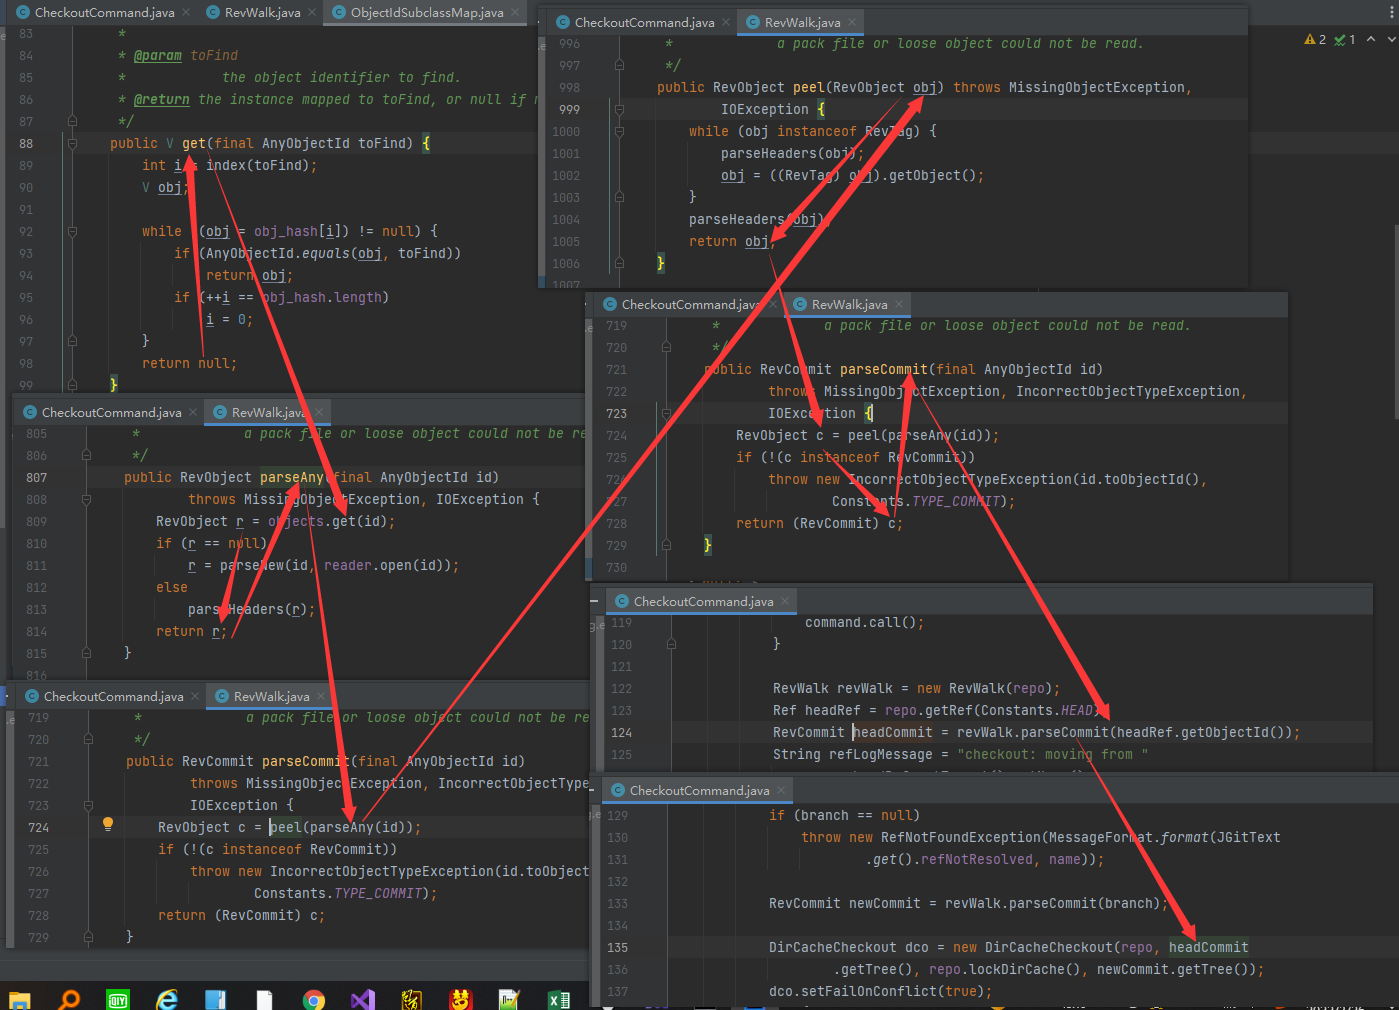 CheckoutCommand.java × RevWalk.java × ObjectIdSubclassMap.java ×
83 *
84 * @param toFind
85 * the object identifier to find.
86 * @return the instance mapped to toFind, or null if
87 */
88 public V get(final AnyObjectId toFind) {
89 int i = index(toFind);
90 V obj;
91
92 while ((obj = obj_hash[i]) != null) {
93 if (AnyObjectId.equals(obj, toFind))
94 return obj;
95 if (++i == obj_hash.length)
96 i = 0;
97 }
98 return null;
99 }
CheckoutCommand.java × RevWalk.java ×
805 * a pack file or loose object could not be re
806 */
807 public RevObject parseAny(final AnyObjectId id)
808 throws MissingObjectException, IOException {
809 RevObject r = objects.get(id);
810 if (r == null)
811 r = parseNew(id, reader.open(id));
812 else
813 parseHeaders(r);
814 return r;
815 }
816
CheckoutCommand.java × RevWalk.java ×
719 * a pack file or loose object could not be re
720 */
721 public RevCommit parseCommit(final AnyObjectId id)
722 throws MissingObjectException, IncorrectObjectType
723 IOException {
724 RevObject c = peel(parseAny(id));
725 if (!(c instanceof RevCommit))
726 throw new IncorrectObjectTypeException(id.toObject
727 Constants.TYPE_COMMIT);
728 return (RevCommit) c;
729 }
CheckoutCommand.java × RevWalk.java ×
2 1
996 * a pack file or loose object could not be read.
997 */
998 public RevObject peel(RevObject obj) throws MissingObjectException,
999 IOException {
1000 while (obj instanceof RevTag) {
1001 parseHeaders(obj);
1002 obj = ((RevTag) obj).getObject();
1003 }
1004 parseHeaders(obj)
1005 return obj;
1006 }
1007
CheckoutCommand.java × RevWalk.java ×
719 * a pack file or loose object could not be read.
720 */
721 public RevCommit parseCommit(final AnyObjectId id)
722 throws MissingObjectException, IncorrectObjectTypeException,
723 IOException {
724 RevObject c = peel(parseAny(id));
725 if (!(c instanceof RevCommit))
726 throw new IncorrectObjectTypeException(id.toObjectId(),
727 Constants.TYPE_COMMIT);
728 return (RevCommit) c;
729 }
730
CheckoutCommand.java ×
119 command.call();
120 }
121
122 RevWalk revWalk = new RevWalk(repo);
123 Ref headRef = repo.getRef(Constants.HEAD)
124 RevCommit headCommit = revWalk.parseCommit(headRef.getObjectId());
125 String refLogMessage = "checkout: moving from "
CheckoutCommand.java ×
129 if (branch == null)
130 throw new RefNotFoundException(MessageFormat.format(JGitText
131 .get().refNotResolved, name));
132
133 RevCommit newCommit = revWalk.parseCommit(branch);
134
135 DirCacheCheckout dco = new DirCacheCheckout(repo, headCommit
136 .getTree(), repo.lockDirCache(), newCommit.getTree());
137 dco.setFailOnConflict(true);